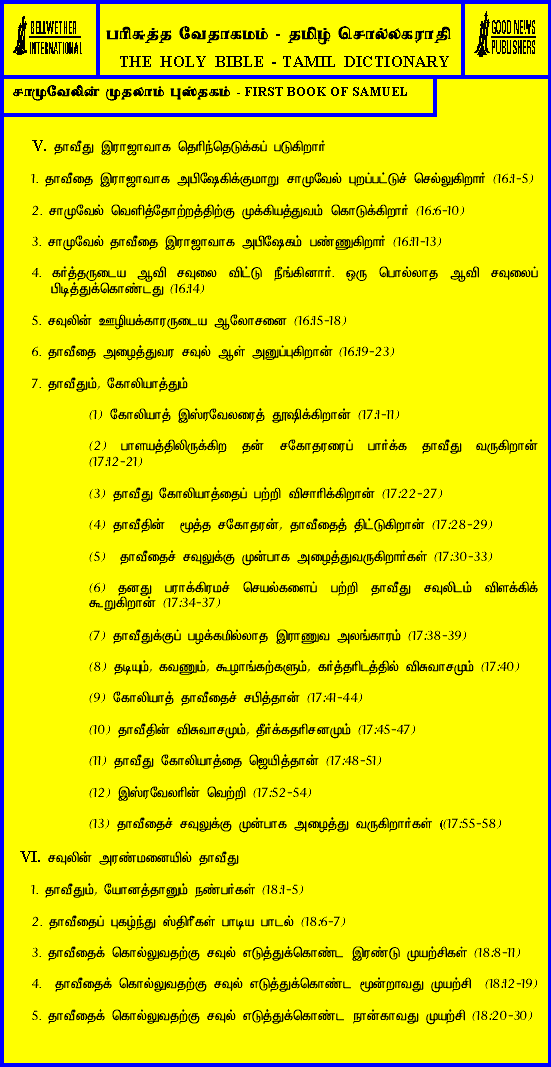 BELLWETHER
INTERNATIONAL
பரிசுத்த வேதாகமம் - தமிழ் சொல்லகராதி
THE HOLY BIBLE - TAMIL DICTIONARY
GOOD NEWS
PUBLISHERS
சாமுவேலின் முதலாம் புஸ்தகம் - FIRST BOOK OF SAMUEL
V. தாவீது இராஜாவாக தெரிந்தெடுக்கப் படுகிறார்
1. தாவீதை இராஜாவாக அபிஷேகிக்குமாறு சாமுவேல் புறப்பட்டுச் செல்லுகிறார் (16:1-5)
2. சாமுவேல் வெளித்தோற்றத்திற்கு முக்கியத்துவம் கொடுக்கிறார் (16:6-10)
3. சாமுவேல் தாவீதை இராஜாவாக அபிஷேகம் பண்ணுகிறார் (16:11-13)
4. கர்த்தருடைய ஆவி சவுலை விட்டு நீங்கினார். ஒரு பொல்லாத ஆவி சவுலைப்
பிடித்துக்கொண்டது (16:14)
5. சவுலின் ஊழியக்காரருடைய ஆலோசனை (16:15-18)
6. தாவீதை அழைத்துவர சவுல் ஆள் அனுப்புகிறான் (16:19-23)
7. தாவீதும், கோலியாத்தும்
(1) கோலியாத் இஸ்ரவேலரைத் தூஷிக்கிறான் (17:1-11)
(2) பாளயத்திலிருக்கிற தன் சகோதரரைப் பார்க்க தாவீது வருகிறான்
(17:12-21)
(3) தாவீது கோலியாத்தைப் பற்றி விசாரிக்கிறான் (17:22-27)
(4) தாவீதின் மூத்த சகோதரன், தாவீதைத் திட்டுகிறான் (17:28-29)
(5) தாவீதைச் சவுலுக்கு முன்பாக அழைத்துவருகிறார்கள் (17:30-33)
(6) தனது பராக்கிரமச் செயல்களைப் பற்றி தாவீது சவுலிடம் விளக்கிக்
கூறுகிறான் (17:34-37)
(7) தாவீதுக்குப் பழக்கமில்லாத இராணுவ அலங்காரம் (17:38-39)
(8) தடியும், கவணும், கூழாங்கற்களும், கர்த்தரிடத்தில் விசுவாசமும் (17:40)
(9) கோலியாத் தாவீதைச் சபித்தான் (17:41-44)
(10) தாவீதின் விசுவாசமும், தீர்க்கதரிசனமும் (17:45-47)
(11) தாவீது கோலியாத்தை ஜெயித்தான் (17:48-51)
(12) இஸ்ரவேலரின் வெற்றி (17:52-54)
(13) தாவீதைச் சவுலுக்கு முன்பாக அழைத்து வருகிறார்கள் ((17:55-58)
VI. சவுலின் அரண்மனையில் தாவீது
1. தாவீதும், யோனத்தானும் நண்பர்கள் (18:1-5)
2. தாவீதைப் புகழ்ந்து ஸ்திரீகள் பாடிய பாடல் (18:6-7)
3. தாவீதைக் கொல்லுவதற்கு சவுல் எடுத்துக்கொண்ட இரண்டு முயற்சிகள் (18:8-11)
4. தாவீதைக் கொல்லுவதற்கு சவுல் எடுத்துக்கொண்ட மூன்றாவது முயற்சி (18:12-19)
5. தாவீதைக் கொல்லுவதற்கு சவுல் எடுத்துக்கொண்ட நான்காவது முயற்சி (18:20-30)